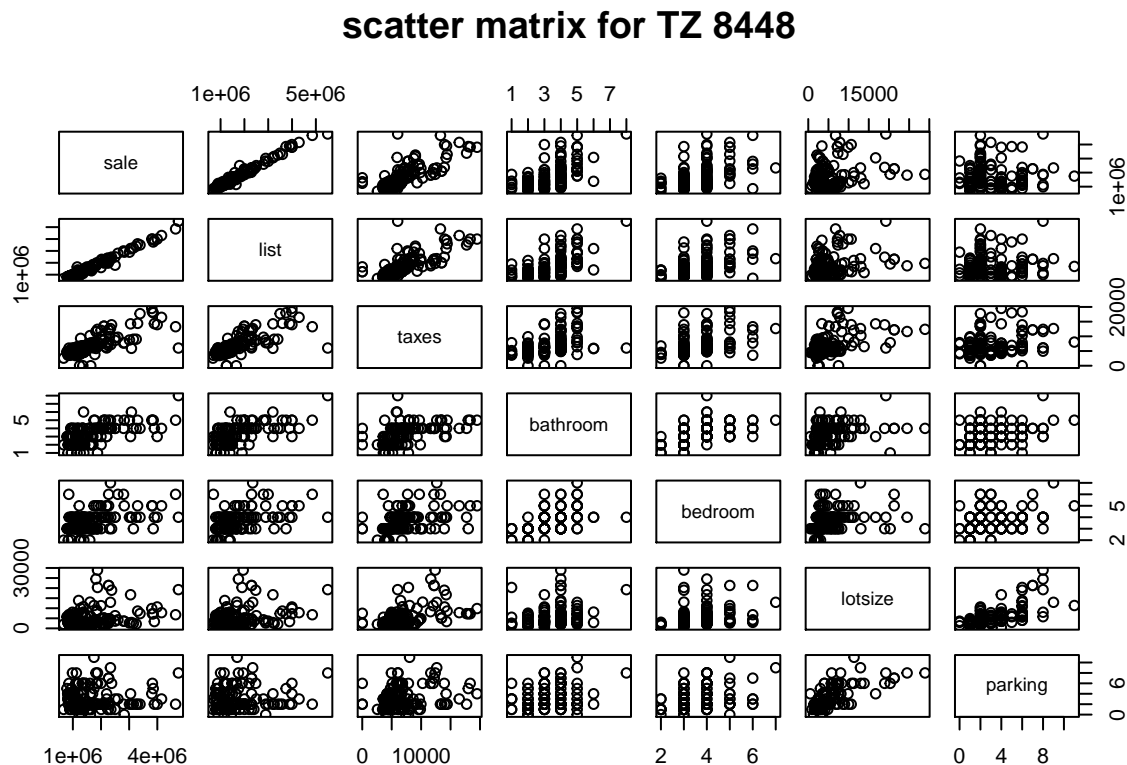 scatter matrix for TZ 8448
1e+06 5e+06 1 3 5 7 0 15000
sale 1e+06
1e+06 list
taxes 0 20000
1 5 bathroom
bedroom 2 5
0 30000 lotsize
parking 0 6
1e+06 4e+06 0 10000 2 4 6 0 4 8